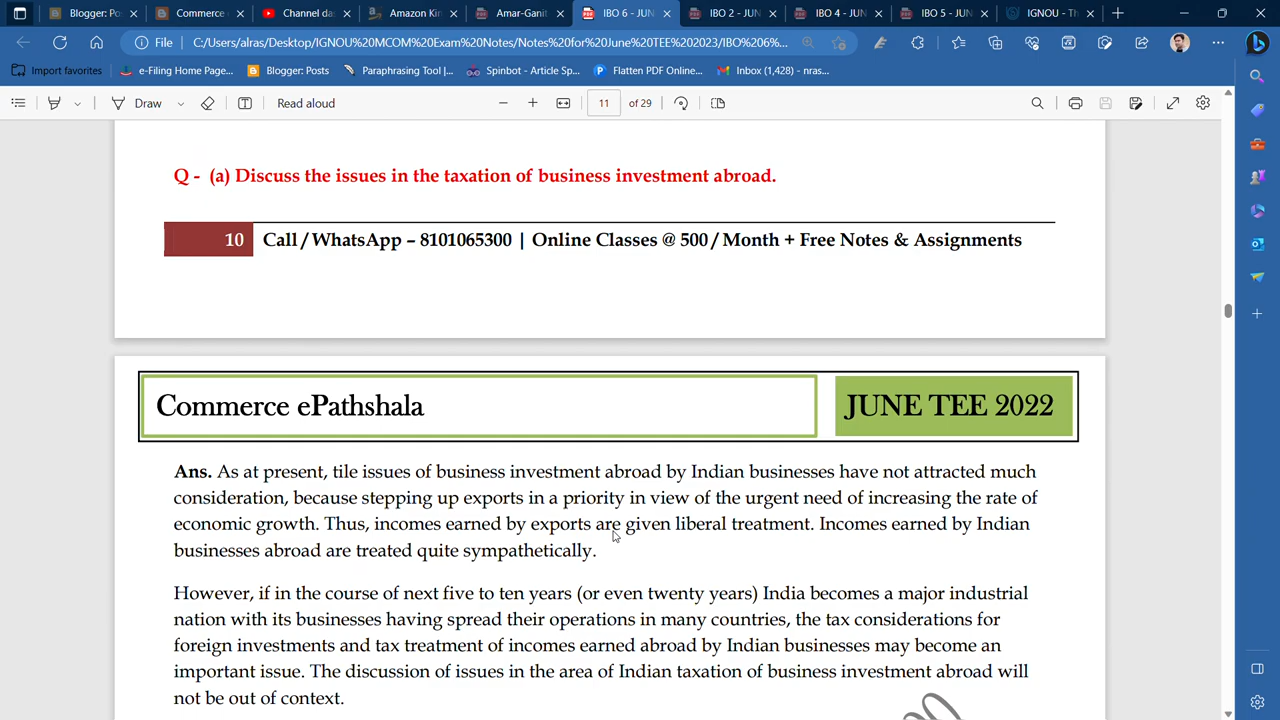 Blogger: Posts
Commerce
Channel das
Amazon Kin
Amar-Ganit
IBO 6 - JUN
IBO 2 - JUN
IBO 4 - JUN
IBO 5 - JUN
IGNOU - Th
File
C:/Users/alras/Desktop/IGNOU%20MCOM%20Exam%20Notes/Notes%20for%20June%20TEE%202023/IBO%206%...
Import favorites
e-Filing Home Page...
Blogger: Posts
Paraphrasing Tool |...
Spinbot - Article Sp...
Flatten PDF Online...
Inbox (1,428) - nras...
Draw
Read aloud
11 of 29
Q - (a) Discuss the issues in the taxation of business investment abroad.
10 Call / WhatsApp – 8101065300 | Online Classes @ 500 / Month + Free Notes & Assignments
Commerce ePathshala
JUNE TEE 2022
Ans. As at present, tile issues of business investment abroad by Indian businesses have not attracted much
consideration, because stepping up exports in a priority in view of the urgent need of increasing the rate of
economic growth. Thus, incomes earned by exports are given liberal treatment. Incomes earned by Indian
businesses abroad are treated quite sympathetically.
However, if in the course of next five to ten years (or even twenty years) India becomes a major industrial
nation with its businesses having spread their operations in many countries, the tax considerations for
foreign investments and tax treatment of incomes earned abroad by Indian businesses may become an
important issue. The discussion of issues in the area of Indian taxation of business investment abroad will
not be out of context.